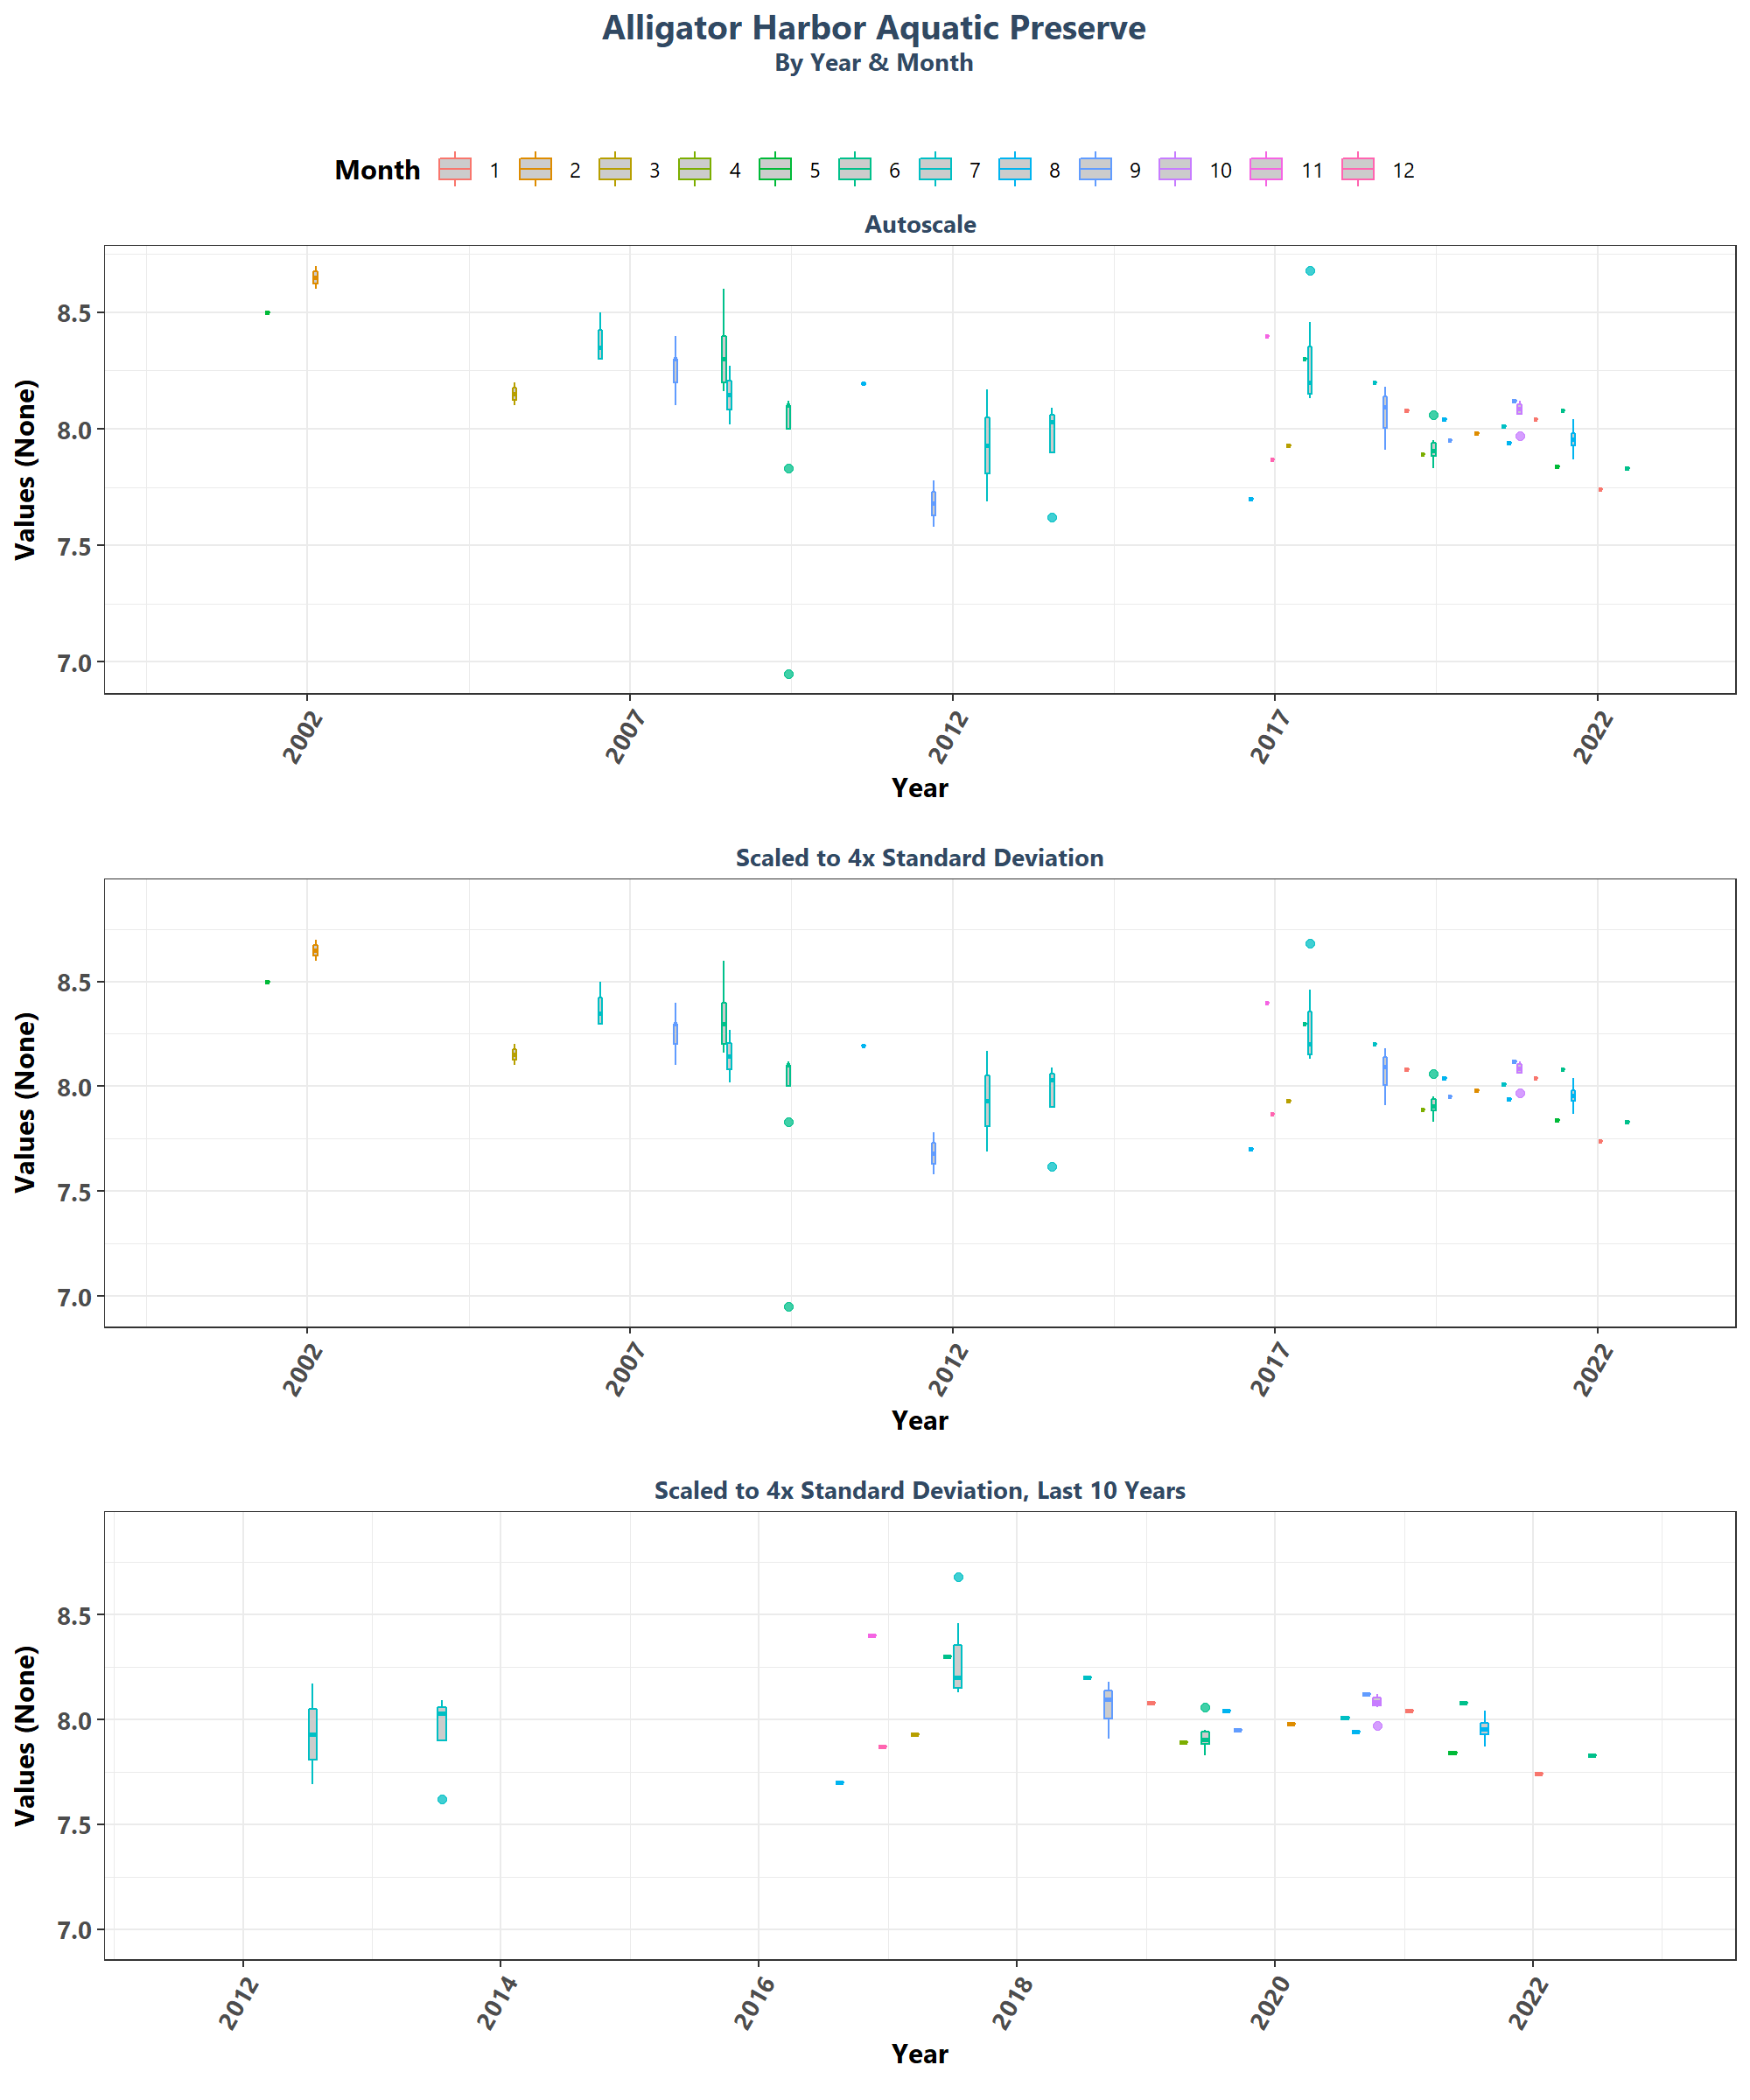 Alligator Harbor Aquatic Preserve
By Year & Month
Month 1 2 3 4 5 6 7 8 9 10 11 12
Autoscale
Values (None)
8.5
8.0
7.5
7.0
2002 2007 2012 2017 2022
Year
Scaled to 4x Standard Deviation
Values (None)
8.5
8.0
7.5
7.0
2002 2007 2012 2017 2022
Year
Scaled to 4x Standard Deviation, Last 10 Years
Values (None)
8.5
8.0
7.5
7.0
2012 2014 2016 2018 2020 2022
Year